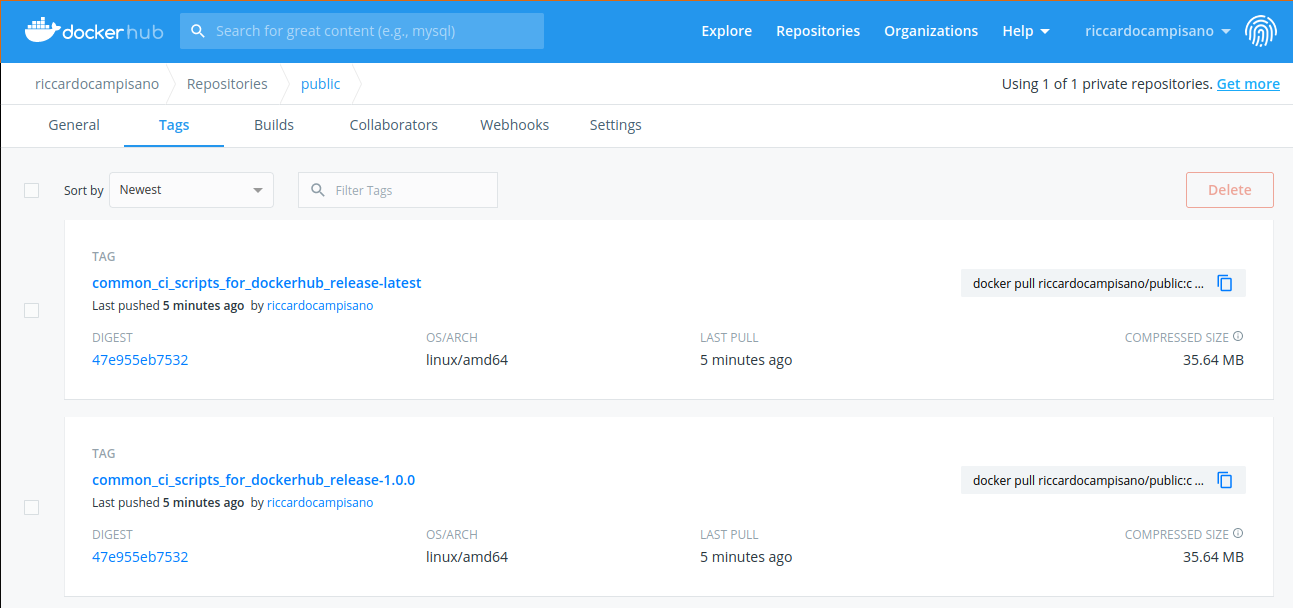 dockerhub Search for great content (e.g., mysql) Explore Repositories Organizations Help riccardocampisano
riccardocampisano Repositories public Using 1 of 1 private repositories. Get more
General Tags Builds Collaborators Webhooks Settings
Sort by Newest Filter Tags Delete
TAG
common_ci_scripts_for_dockerhub_release-latest docker pull riccardocampisano/public:c ...
Last pushed 5 minutes ago by riccardocampisano
DIGEST OS/ARCH LAST PULL COMPRESSED SIZE
47e955eb7532 linux/amd64 5 minutes ago 35.64 MB
TAG
common_ci_scripts_for_dockerhub_release-1.0.0 docker pull riccardocampisano/public:c ...
Last pushed 5 minutes ago by riccardocampisano
DIGEST OS/ARCH LAST PULL COMPRESSED SIZE
47e955eb7532 linux/amd64 5 minutes ago 35.64 MB